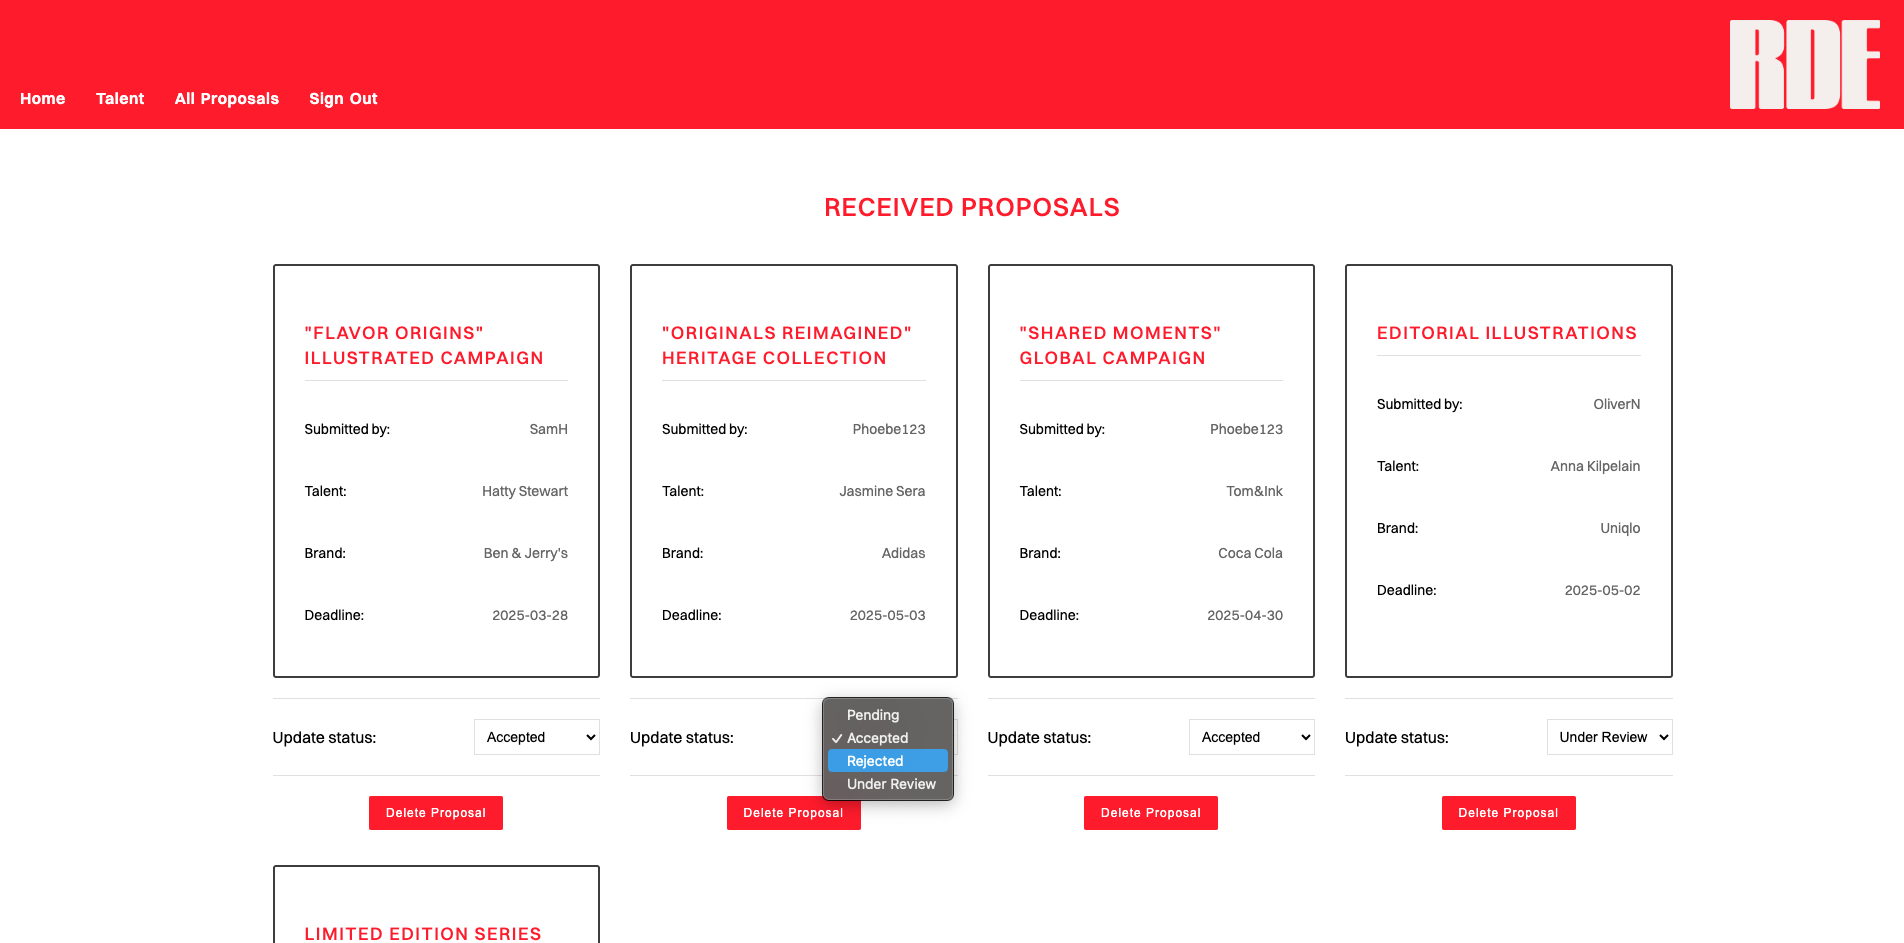 RDE
Home
Talent
All Proposals
Sign Out
RECEIVED PROPOSALS
"FLAVOR ORIGINS"
ILLUSTRATED CAMPAIGN
Submitted by: SamH
Talent: Hatty Stewart
Brand: Ben & Jerry's
Deadline: 2025-03-28
Update status: Accepted
Delete Proposal
"ORIGINALS REIMAGINED"
HERITAGE COLLECTION
Submitted by: Phoebe123
Talent: Jasmine Sera
Brand: Adidas
Deadline: 2025-05-03
Update status:
Pending
✓ Accepted
Rejected
Under Review
Delete Proposal
"SHARED MOMENTS"
GLOBAL CAMPAIGN
Submitted by: Phoebe123
Talent: Tom&Ink
Brand: Coca Cola
Deadline: 2025-04-30
Update status: Accepted
Delete Proposal
EDITORIAL ILLUSTRATIONS
Submitted by: OliverN
Talent: Anna Kilpelain
Brand: Uniqlo
Deadline: 2025-05-02
Update status: Under Review
Delete Proposal
LIMITED EDITION SERIES